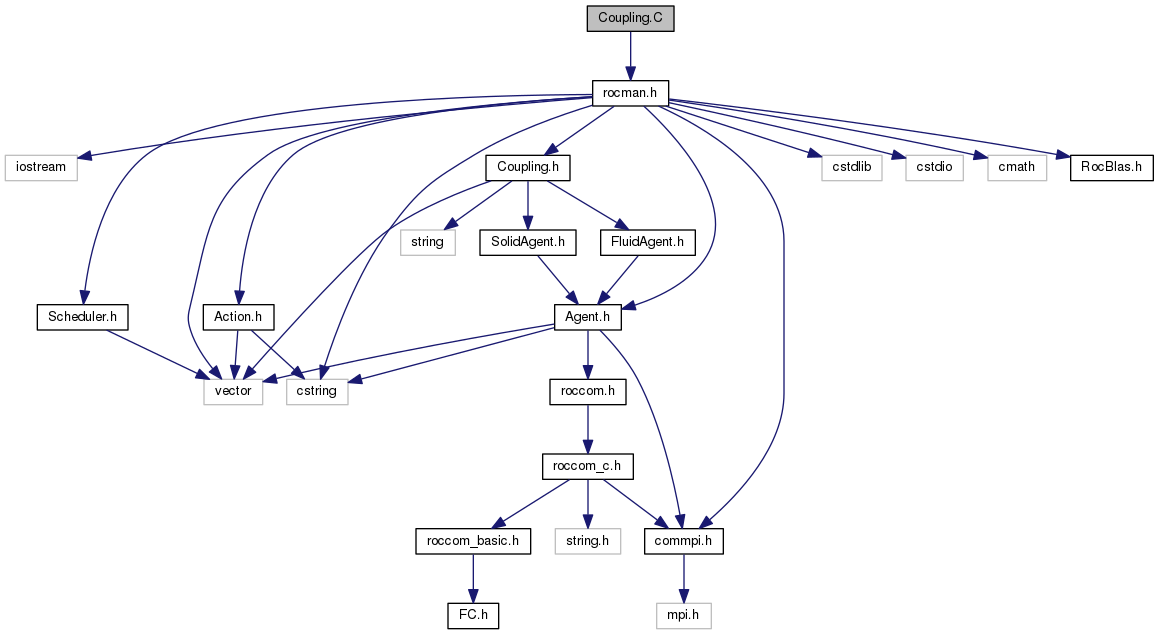 Coupling.C
rocman.h
iostream
Coupling.h
cstdlib
cstdio
cmath
RocBlas.h
string
SolidAgent.h
FluidAgent.h
Scheduler.h
Action.h
Agent.h
vector
cstring
roccom.h
roccom_c.h
roccom_basic.h
string.h
commpi.h
FC.h
mpi.h